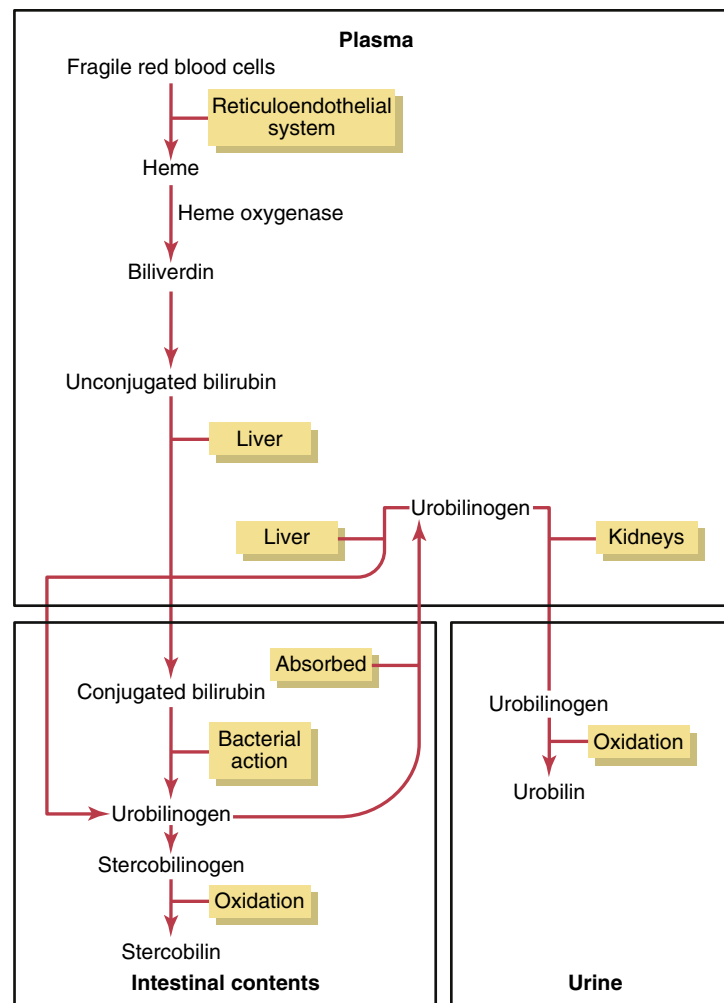 Plasma
Fragile red blood cells
Reticuloendothelial
system
Heme
Heme oxygenase
Biliverdin
Unconjugated bilirubin
Liver
Urobilinogen
Liver
Kidneys
Absorbed
Conjugated bilirubin
Bacterial
action
Urobilinogen
Stercobilinogen
Oxidation
Stercobilin
Intestinal contents
Urobilinogen
Oxidation
Urobilin
Urine